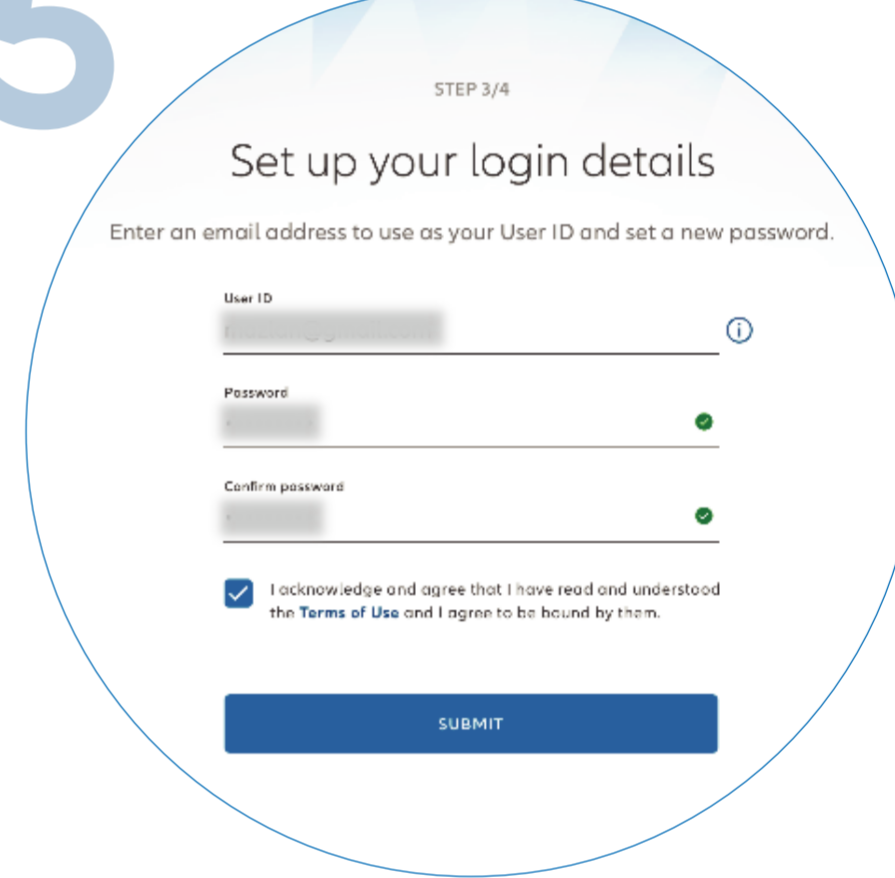 3
STEP 3/4
Set up your login details
Enter an email address to use as your User ID and set a new password.
User ID
Password
Confirm password
I acknowledge and agree that I have read and understood
the Terms of Use and I agree to be bound by them.
SUBMIT